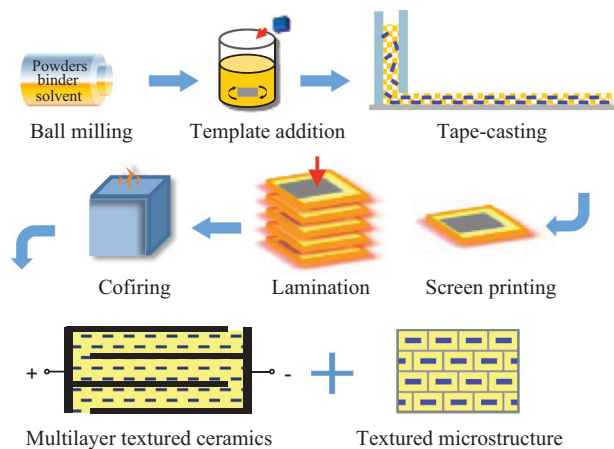 Powders
binder
solvent
Ball milling
Template addition
Tape-casting
Cofiring
Lamination
Screen printing
+
-
Multilayer textured ceramics
Textured microstructure